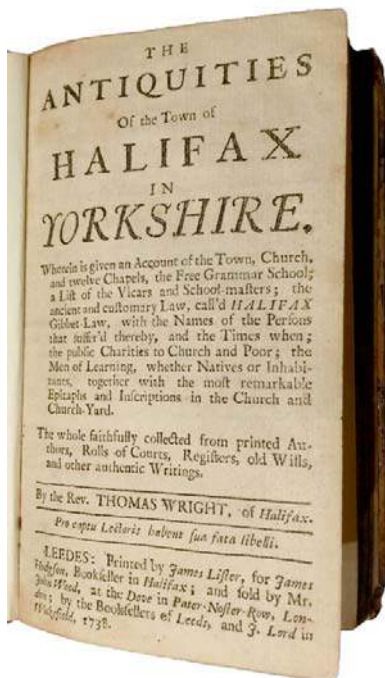 THE
ANTIQUITIES
Of the Town of
HALIFAX
IN
YORKSHIRE.
Wherein is given an Account of the Town, Church,
and twelve Chapels, the Free Grammar School;
a List of the Vicars and School-masters; the
ancient and customary Law, call'd HALIFAX
Gibbet-Law, with the Names of the Persons
that suffer'd thereby, and the Times when;
the public Charities to Church and Poor; the
Men of Learning, whether Natives or Inhabi-
tants, together with the most remarkable
Epitaphs and Inscriptions in the Church and
Church-Yard.
The whole faithfully collected from printed Au-
thors, Rolls of Courts, Registers, old Wills,
and other authentic Writings.
By the Rev. THOMAS WRIGHT, of Halifax.
Pro captu Lectoris habent sua fata libelli.
LEEDES: Printed by James Lister, for James
Hodgson, Bookseller in Halifax; and sold by Mr.
John Wood, at the Dove in Pater-Noster-Row, Lon-
don; by the Booksellers of Leeds, and J. Lord in
Wakefield, 1738.